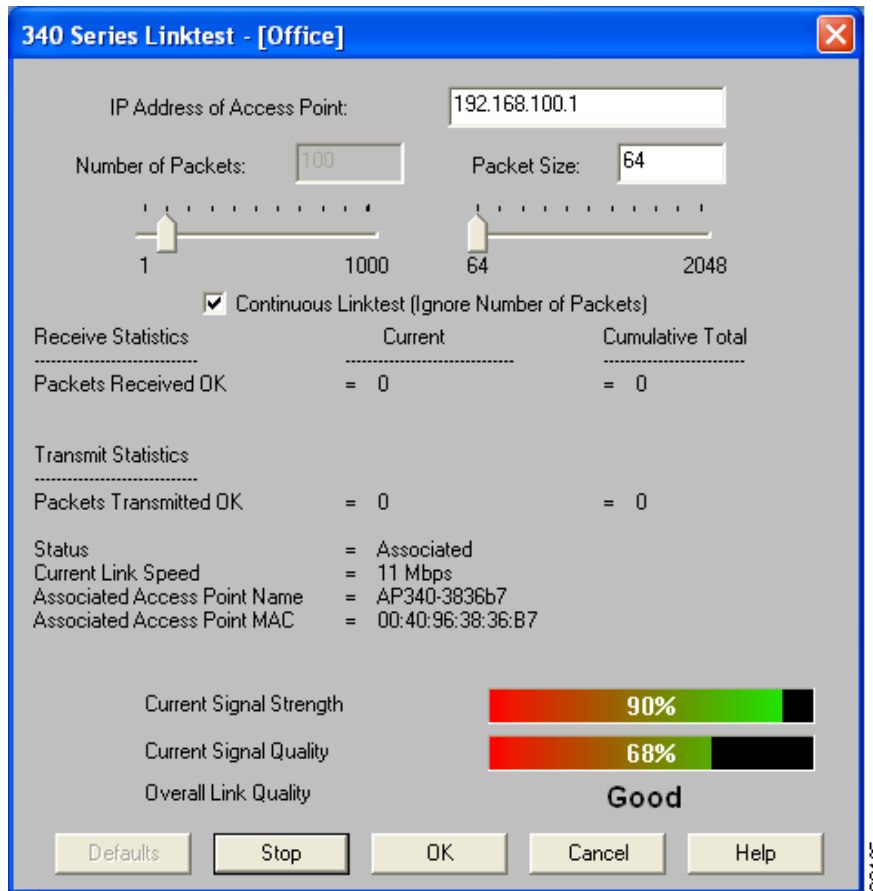 340 Series Linktest - [Office]
IP Address of Access Point: 192.168.100.1
Number of Packets: 100 Packet Size: 64
1 1000 64 2048
Continuous Linktest (Ignore Number of Packets)
Receive Statistics Current Cumulative Total
---------------------------- ---------------------------- ------------------------
Packets Received OK = 0 = 0
Transmit Statistics
----------------------------
Packets Transmitted OK = 0 = 0
Status = Associated
Current Link Speed = 11 Mbps
Associated Access Point Name = AP340-3836b7
Associated Access Point MAC = 00:40:96:38:36:B7
Current Signal Strength 90%
Current Signal Quality 68%
Overall Link Quality Good
Defaults Stop OK Cancel Help